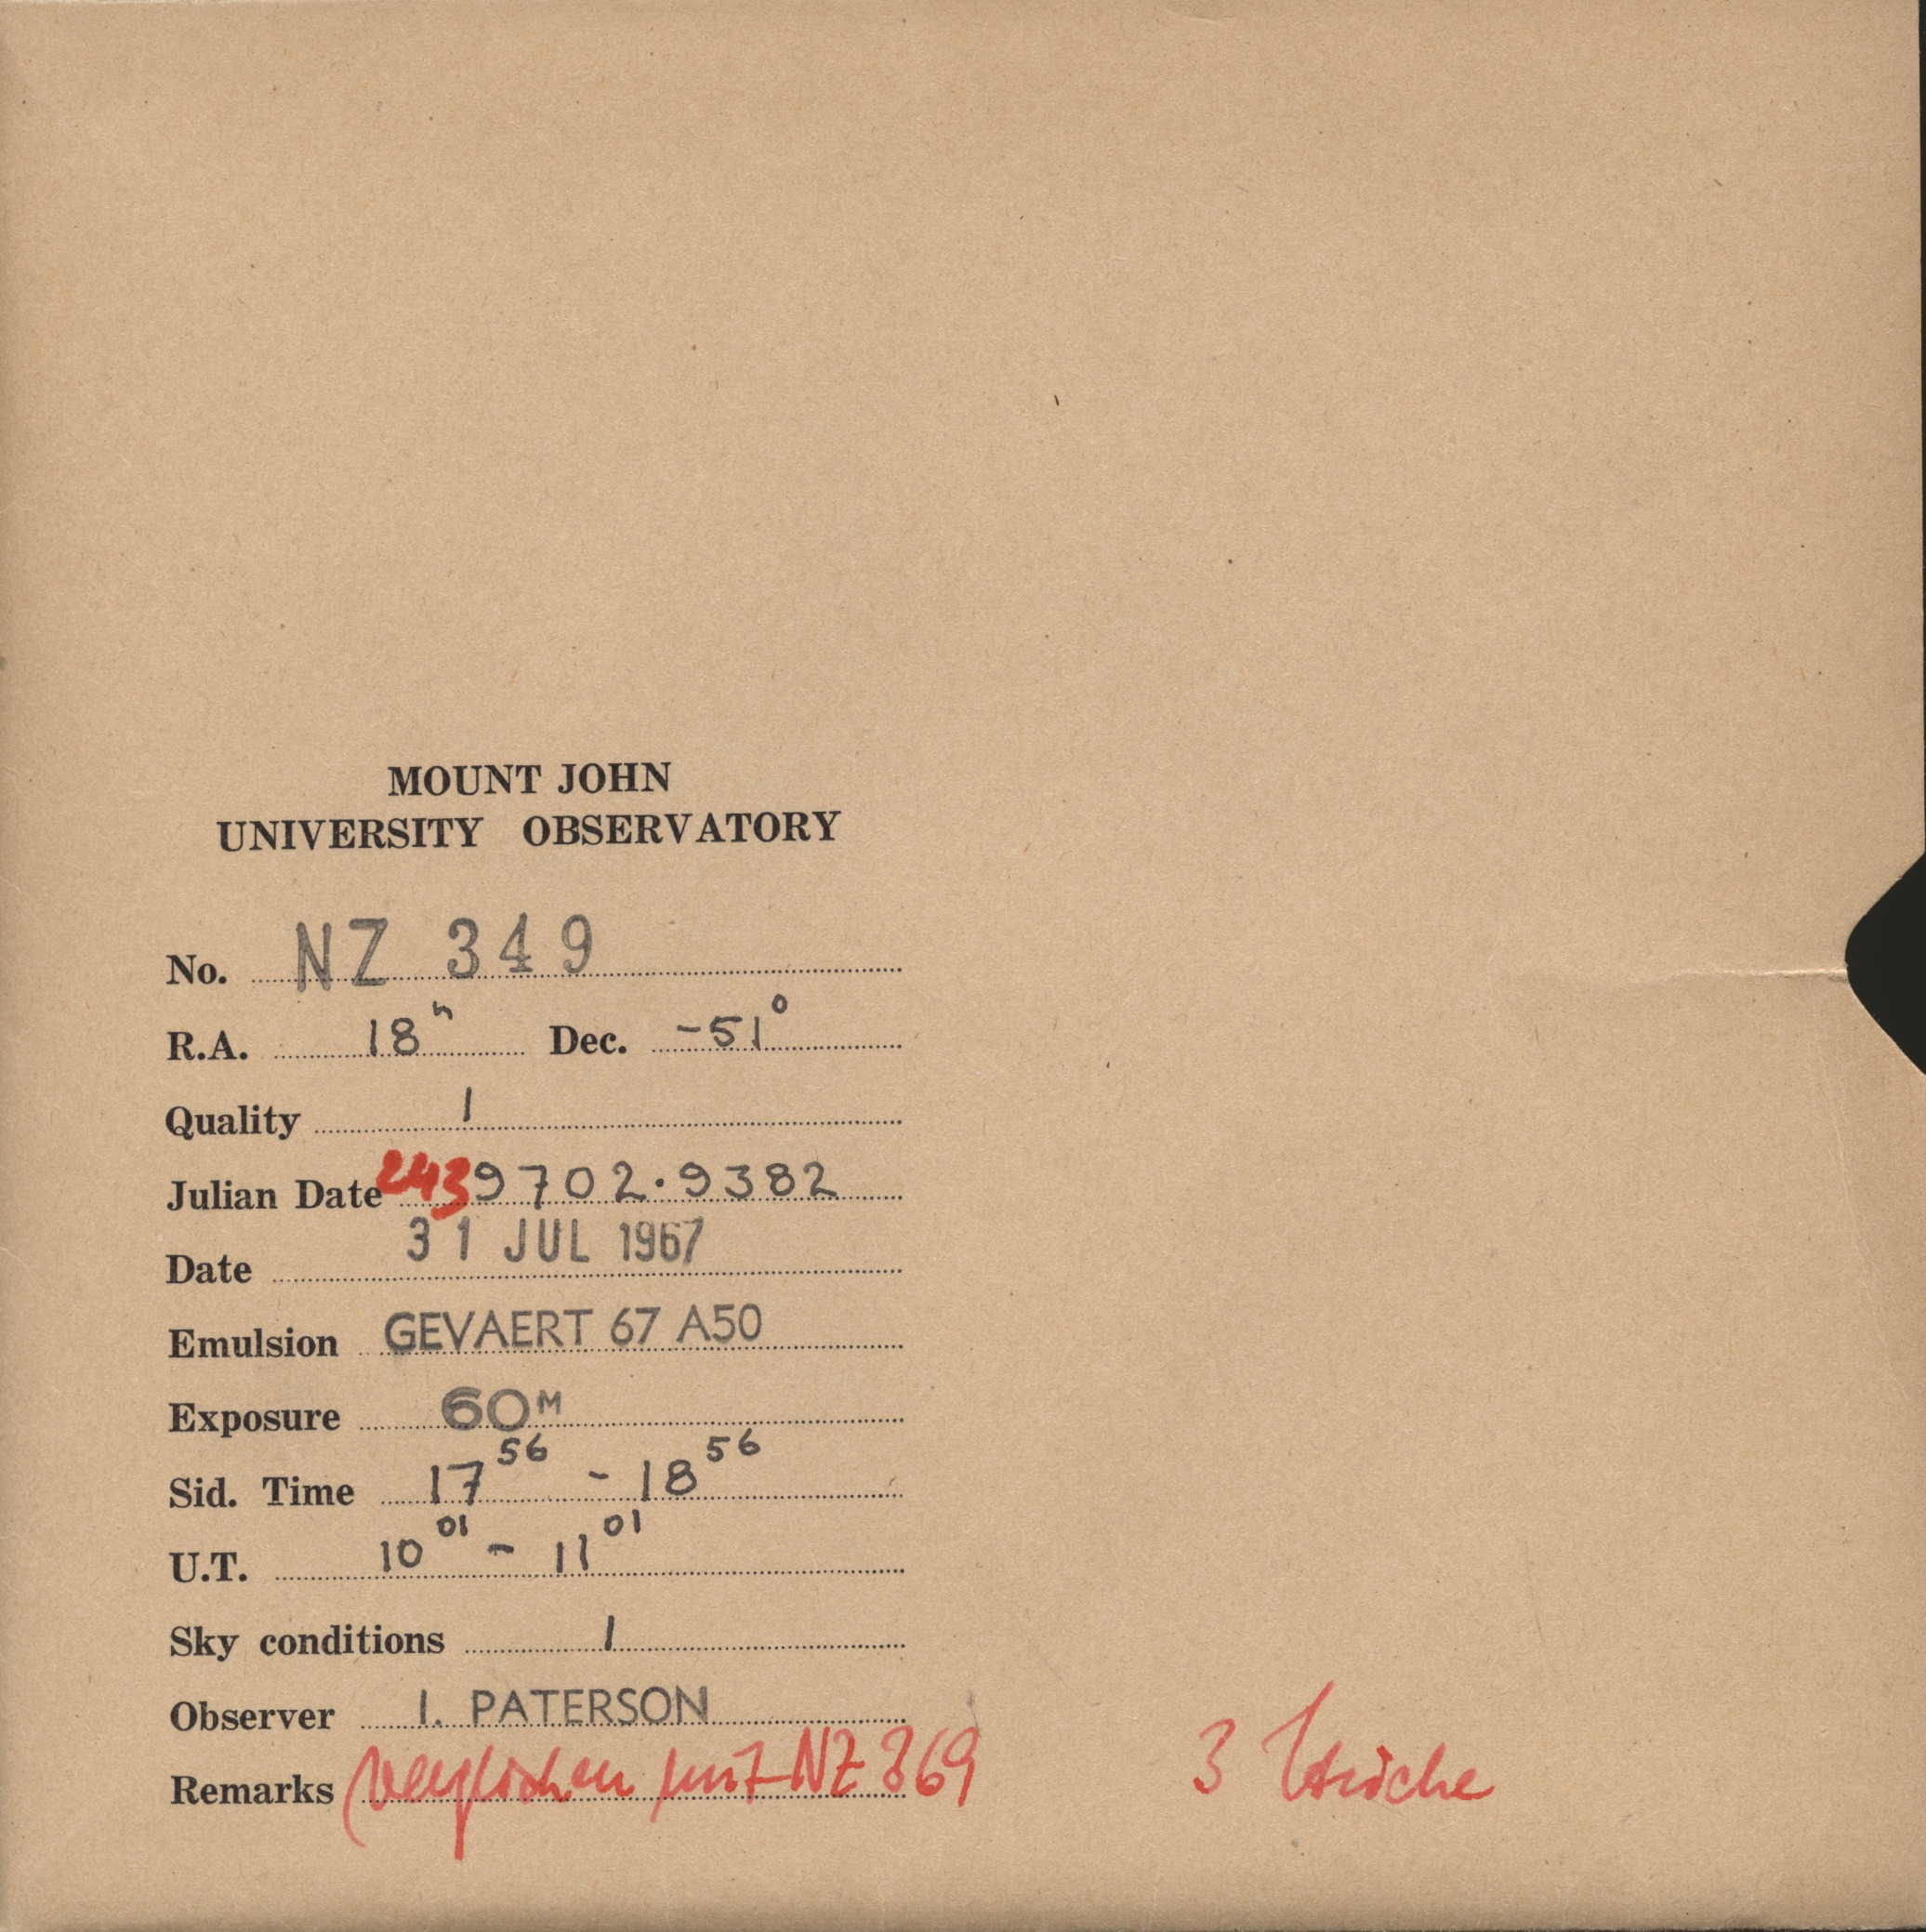 MOUNT JOHN
UNIVERSITY OBSERVATORY
No. NZ 349
R.A. 18h Dec. -51°
Quality 1
Julian Date 2439702.9382
Date 31 JUL 1967
Emulsion GEVAERT 67 A50
Exposure 60M
Sid. Time 17 56 - 18 56
U.T. 10 01 - 11 01
Sky conditions 1
Observer I. PATERSON
Remarks verglichen mit NZ 369 3 Striche